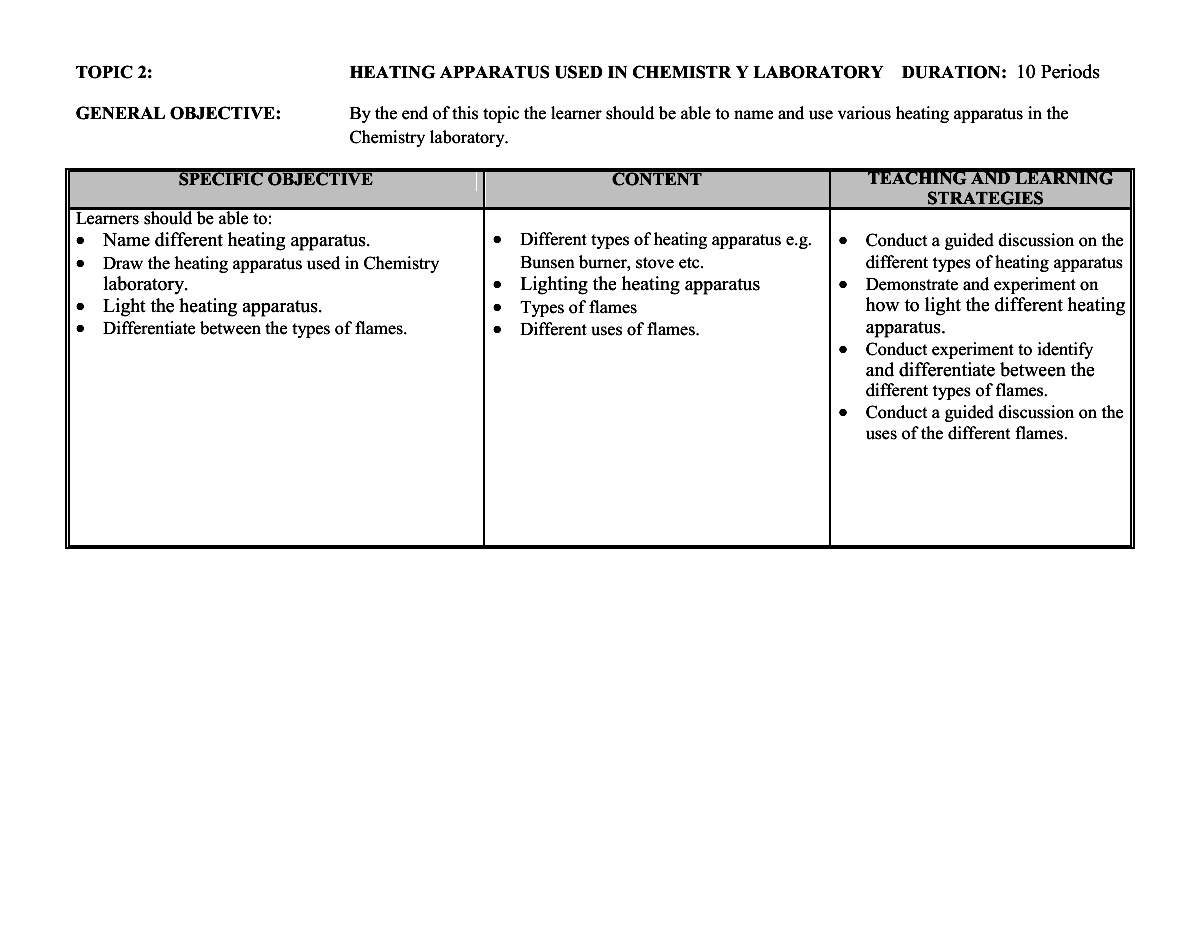 TOPIC 2: HEATING APPARATUS USED IN CHEMISTR Y LABORATORY DURATION: 10 Periods
GENERAL OBJECTIVE: By the end of this topic the learner should be able to name and use various heating apparatus in the
Chemistry laboratory.
SPECIFIC OBJECTIVE
Learners should be able to:
• Name different heating apparatus.
• Draw the heating apparatus used in Chemistry
laboratory.
• Light the heating apparatus.
• Differentiate between the types of flames.
CONTENT
• Different types of heating apparatus e.g.
Bunsen burner, stove etc.
• Lighting the heating apparatus
• Types of flames
• Different uses of flames.
TEACHING AND LEARNING
STRATEGIES
• Conduct a guided discussion on the
different types of heating apparatus
• Demonstrate and experiment on
how to light the different heating
apparatus.
• Conduct experiment to identify
and differentiate between the
different types of flames.
• Conduct a guided discussion on the
uses of the different flames.